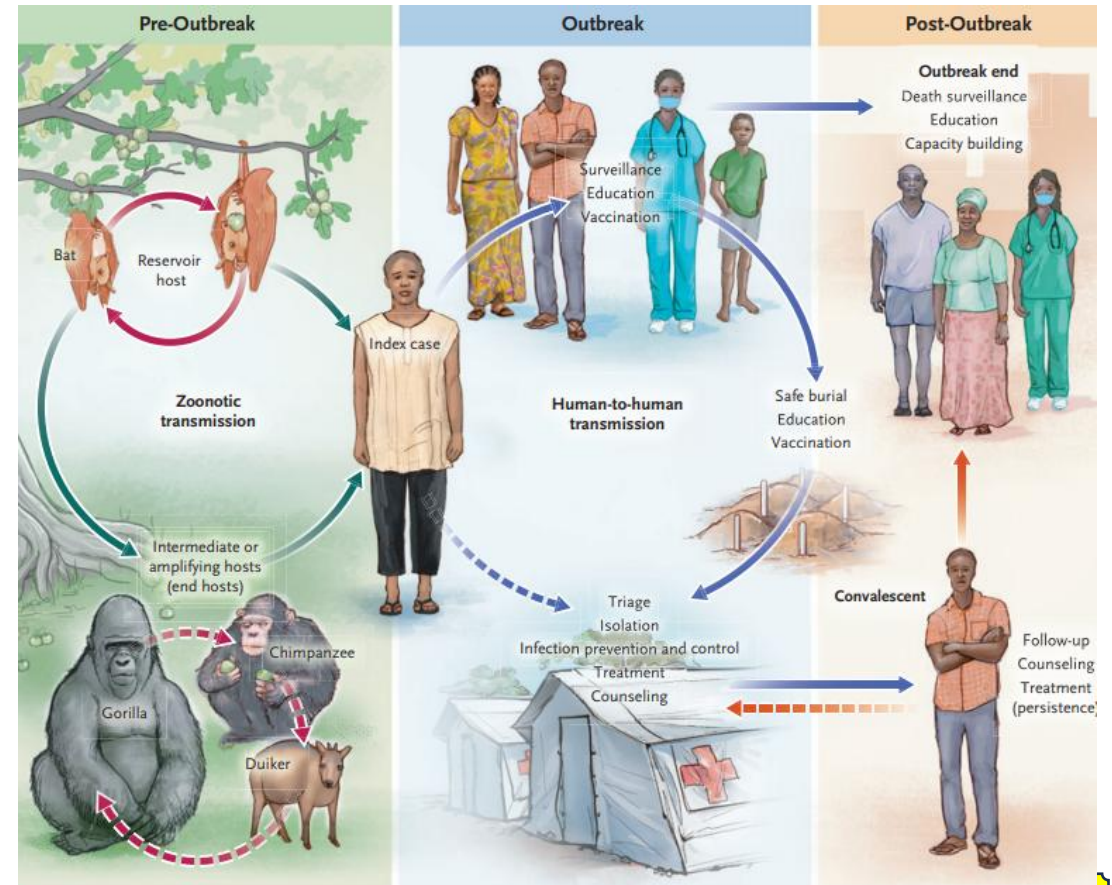 Pre-Outbreak
Outbreak
Post-Outbreak
Bat
Reservoir
host
Zoonotic
transmission
Intermediate or
amplifying hosts
(end hosts)
Gorilla
Chimpanzee
Duiker
Index case
Surveillance
Education
Vaccination
Human-to-human
transmission
Safe burial
Education
Vaccination
Triage
Isolation
Infection prevention and control
Treatment
Counseling
Outbreak end
Death surveillance
Education
Capacity building
Convalescent
Follow-up
Counseling
Treatment
(persistence)